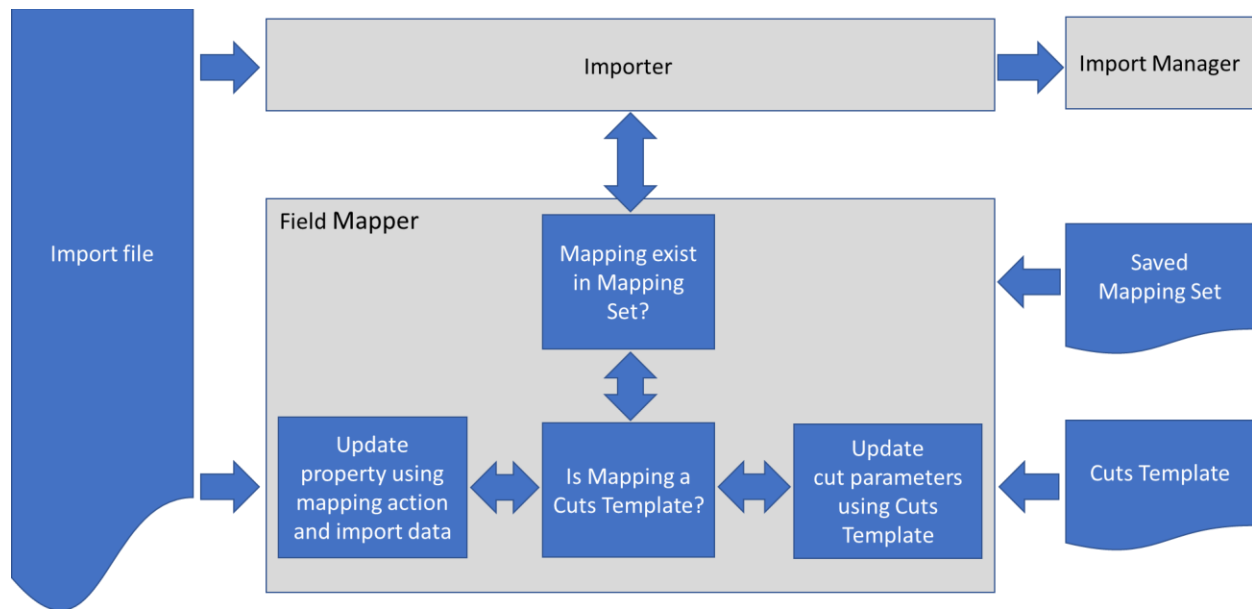 Importer
Import Manager
Import file
Field Mapper
Mapping exist
in Mapping
Set?
Saved
Mapping Set
Update
property using
mapping action
and import data
Is Mapping a
Cuts Template?
Update
cut parameters
using Cuts
Template
Cuts Template